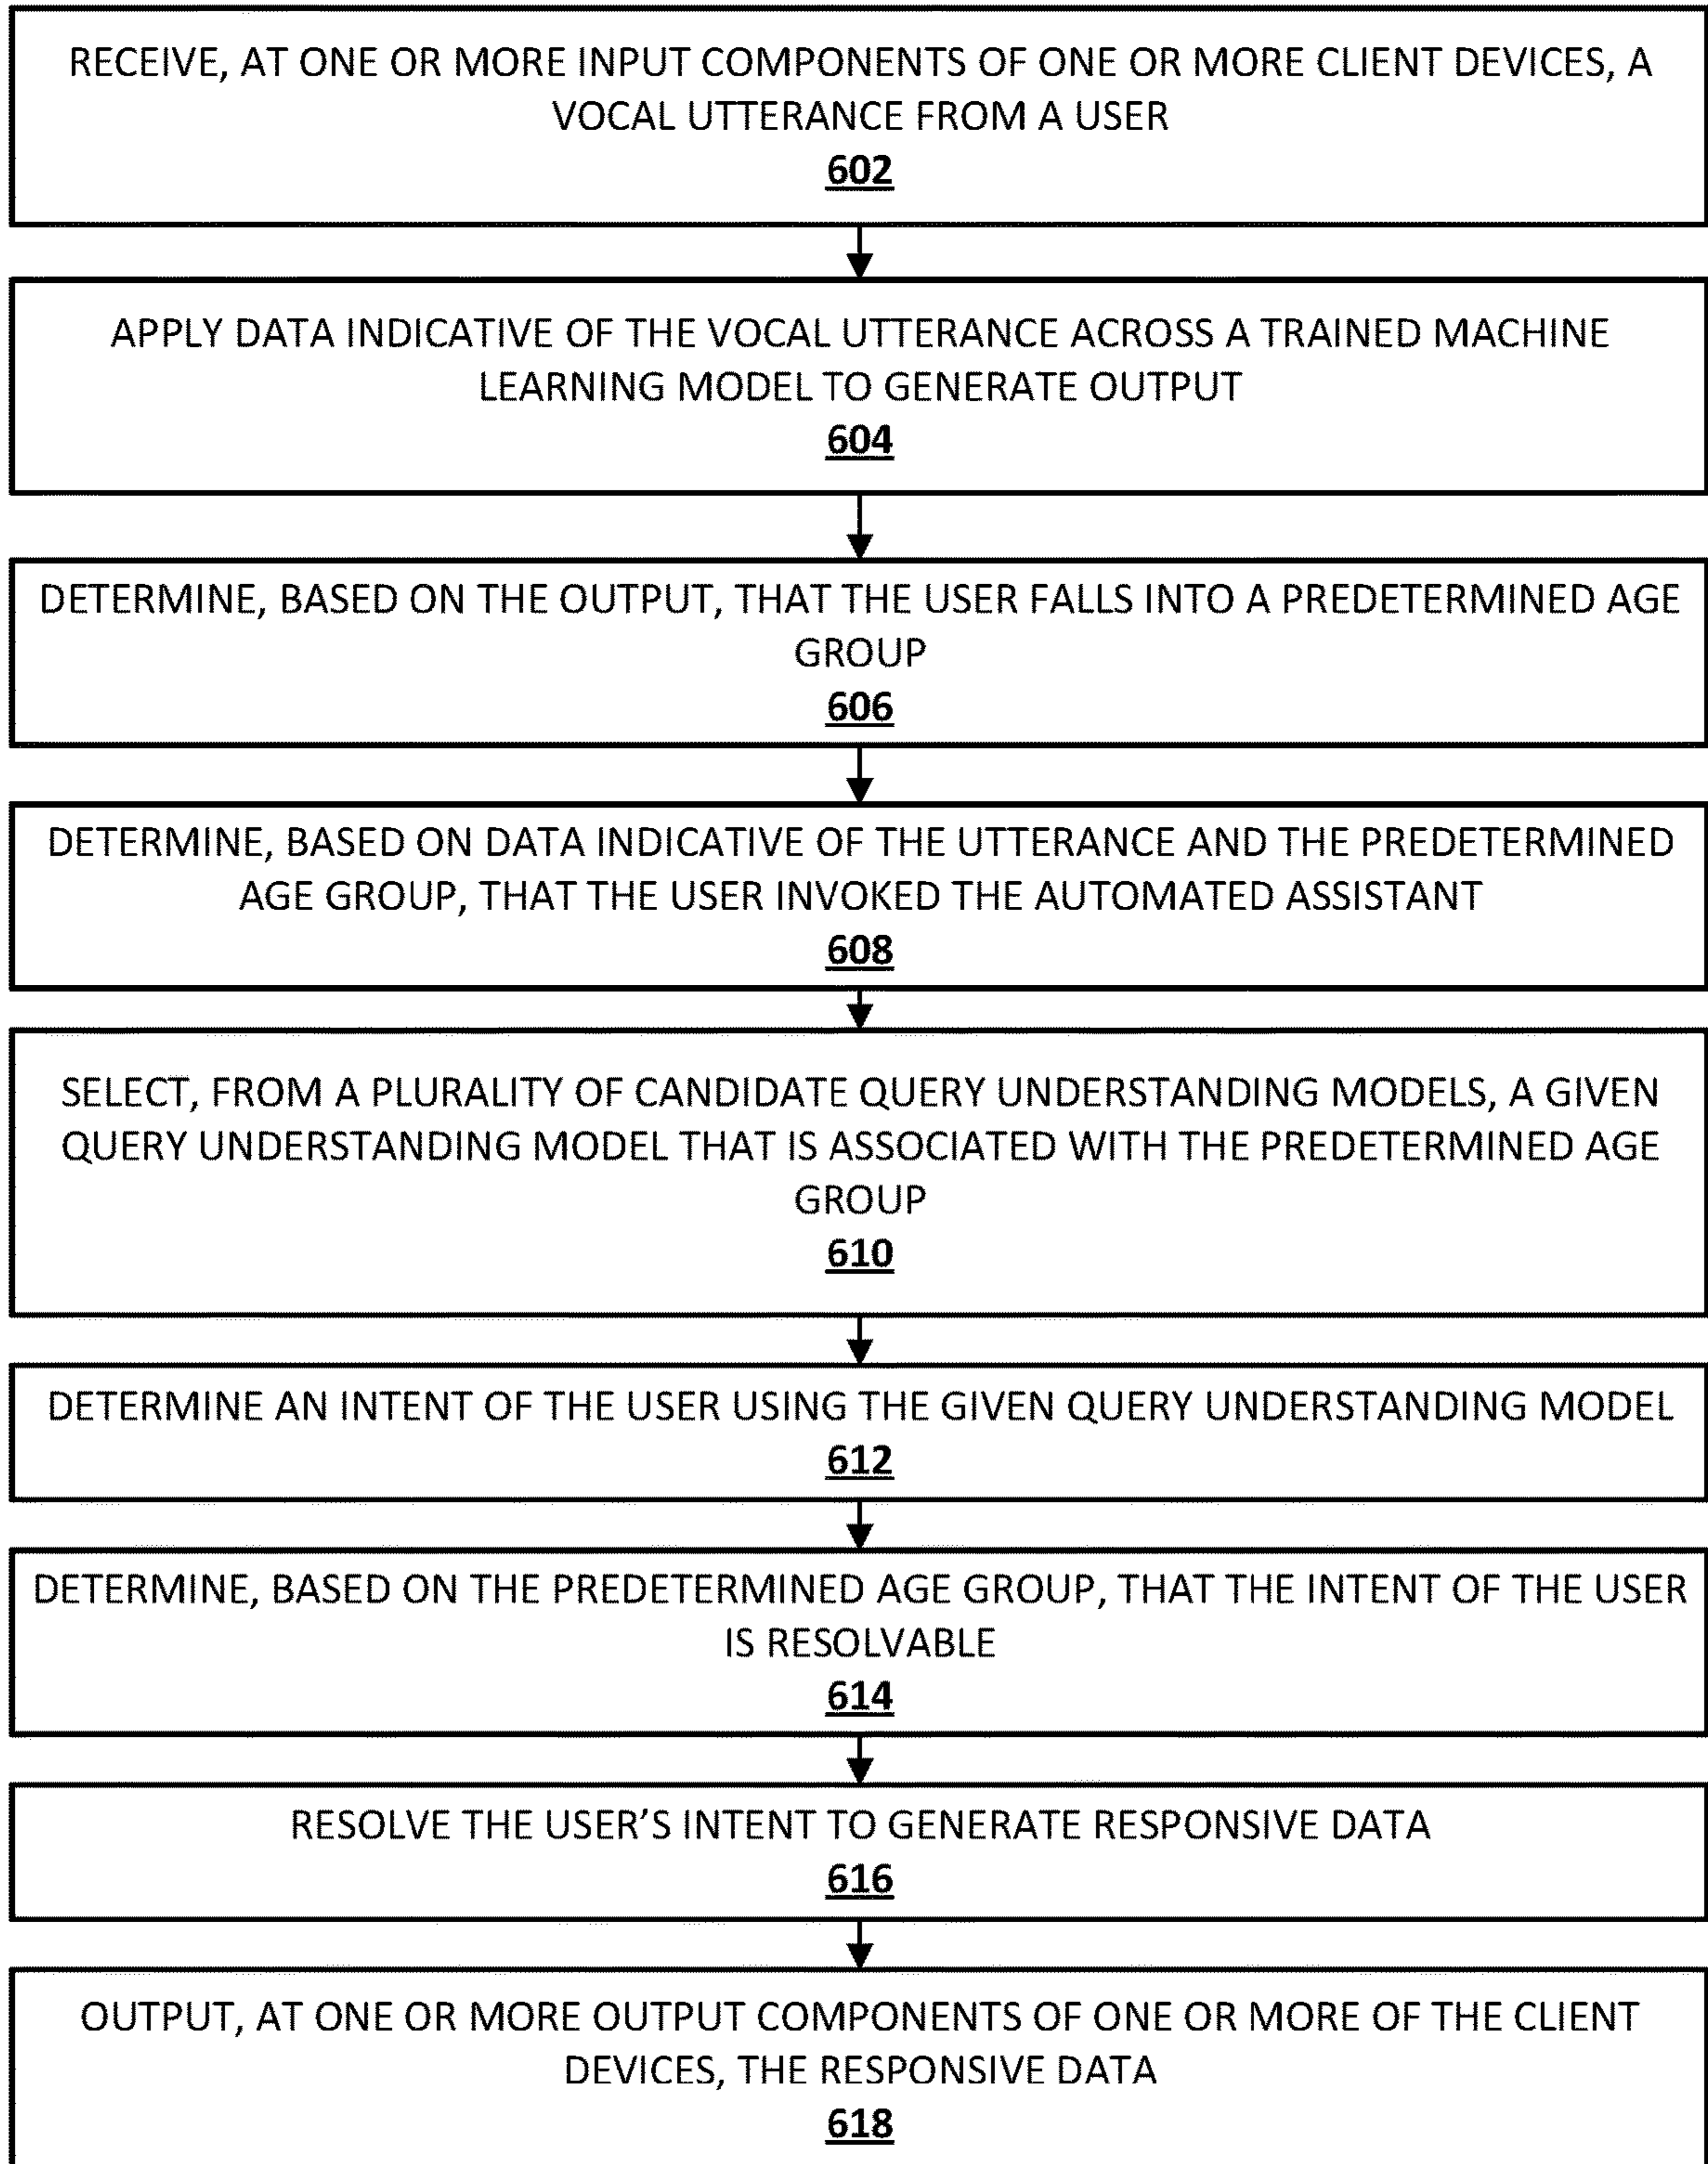 RECEIVE, AT ONE OR MORE INPUT COMPONENTS OF ONE OR MORE CLIENT DEVICES, A
VOCAL UTTERANCE FROM A USER
602
APPLY DATA INDICATIVE OF THE VOCAL UTTERANCE ACROSS A TRAINED MACHINE
LEARNING MODEL TO GENERATE OUTPUT
604
DETERMINE, BASED ON THE OUTPUT, THAT THE USER FALLS INTO A PREDETERMINED AGE
GROUP
606
DETERMINE, BASED ON DATA INDICATIVE OF THE UTTERANCE AND THE PREDETERMINED
AGE GROUP, THAT THE USER INVOKED THE AUTOMATED ASSISTANT
608
SELECT, FROM A PLURALITY OF CANDIDATE QUERY UNDERSTANDING MODELS, A GIVEN
QUERY UNDERSTANDING MODEL THAT IS ASSOCIATED WITH THE PREDETERMINED AGE
GROUP
610
DETERMINE AN INTENT OF THE USER USING THE GIVEN QUERY UNDERSTANDING MODEL
612
DETERMINE, BASED ON THE PREDETERMINED AGE GROUP, THAT THE INTENT OF THE USER
IS RESOLVABLE
614
RESOLVE THE USER'S INTENT TO GENERATE RESPONSIVE DATA
616
OUTPUT, AT ONE OR MORE OUTPUT COMPONENTS OF ONE OR MORE OF THE CLIENT
DEVICES, THE RESPONSIVE DATA
618